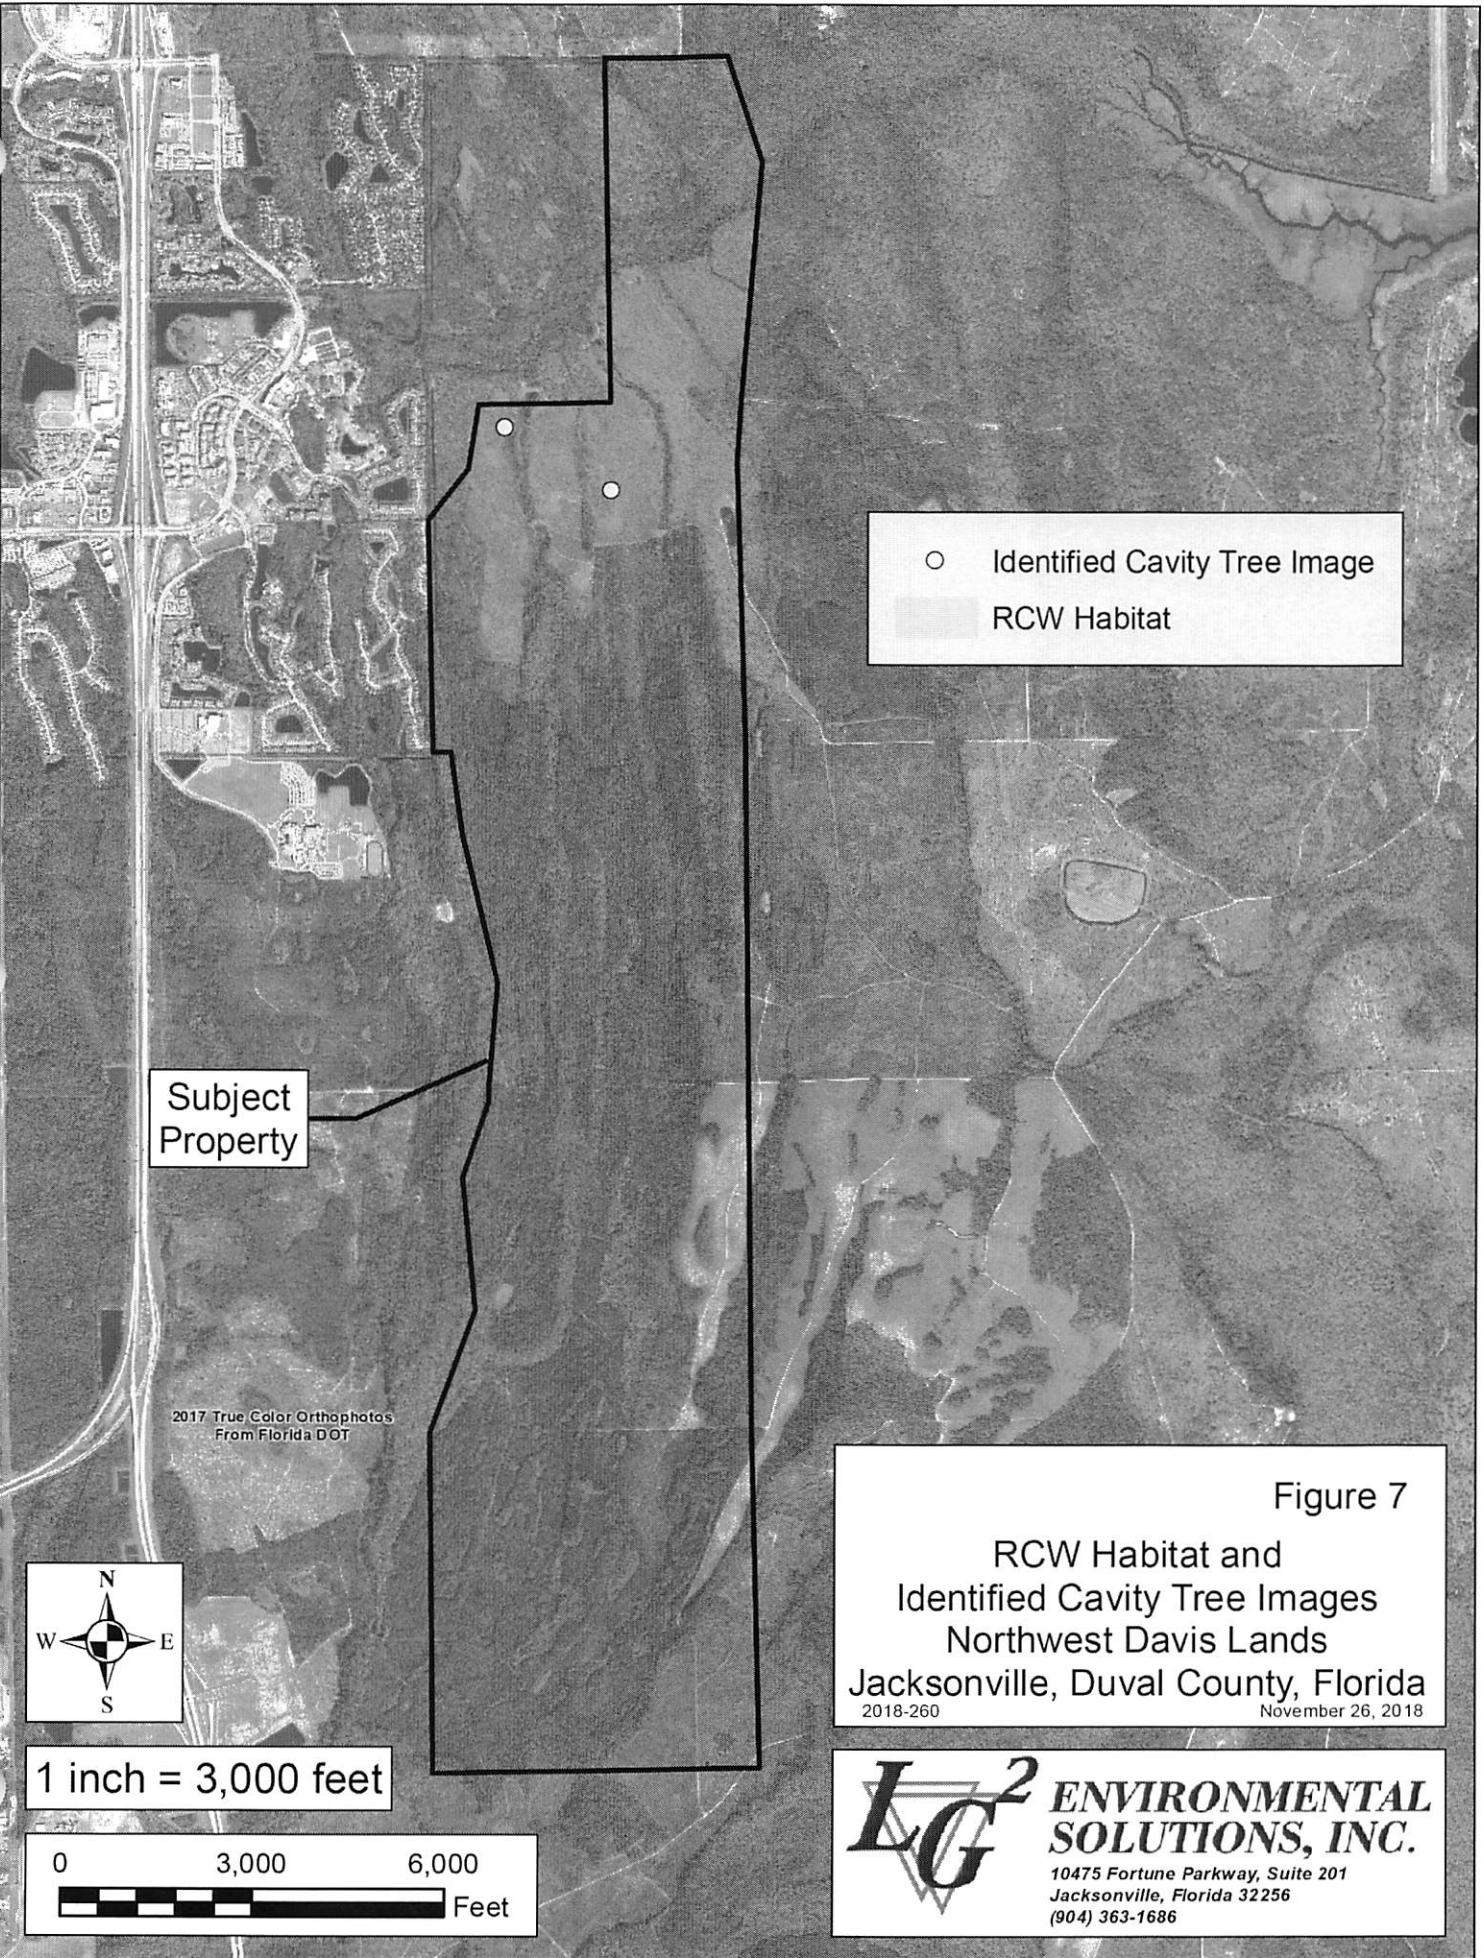 Identified Cavity Tree Image
RCW Habitat
Subject
Property
2017 True Color Orthophotos
From Florida DOT
N
W
E
S
1 inch = 3,000 feet
0
3,000
6,000
Feet
Figure 7
RCW Habitat and
Identified Cavity Tree Images
Northwest Davis Lands
Jacksonville, Duval County, Florida
2018-260
November 26, 2018
LG2
ENVIRONMENTAL
SOLUTIONS, INC.
10475 Fortune Parkway, Suite 201
Jacksonville, Florida 32256
(904) 363-1686